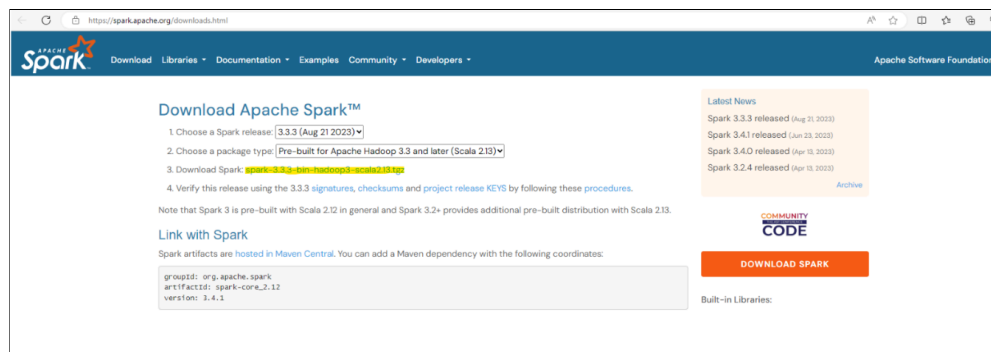 https://spark.apache.org/downloads.html
APACHE
Spark
Download Libraries Documentation Examples Community Developers
Apache Software Foundation
Download Apache Spark™
1. Choose a Spark release: 3.3.3 (Aug 21 2023)
2. Choose a package type: Pre-built for Apache Hadoop 3.3 and later (Scala 2.13)
3. Download Spark: spark-3.3.3-bin-hadoop3-scala2.13.tgz
4. Verify this release using the 3.3.3 signatures, checksums and project release KEYS by following these procedures.
Note that Spark 3 is pre-built with Scala 2.12 in general and Spark 3.2+ provides additional pre-built distribution with Scala 2.13.
Link with Spark
Spark artifacts are hosted in Maven Central. You can add a Maven dependency with the following coordinates:
groupId: org.apache.spark
artifactId: spark-core_2.12
version: 3.4.1
Latest News
Spark 3.3.3 released (Aug 21, 2023)
Spark 3.4.1 released (Jun 23, 2023)
Spark 3.4.0 released (Apr 13, 2023)
Spark 3.2.4 released (Apr 13, 2023)
Archive
COMMUNITY
CODE
DOWNLOAD SPARK
Built-in Libraries: